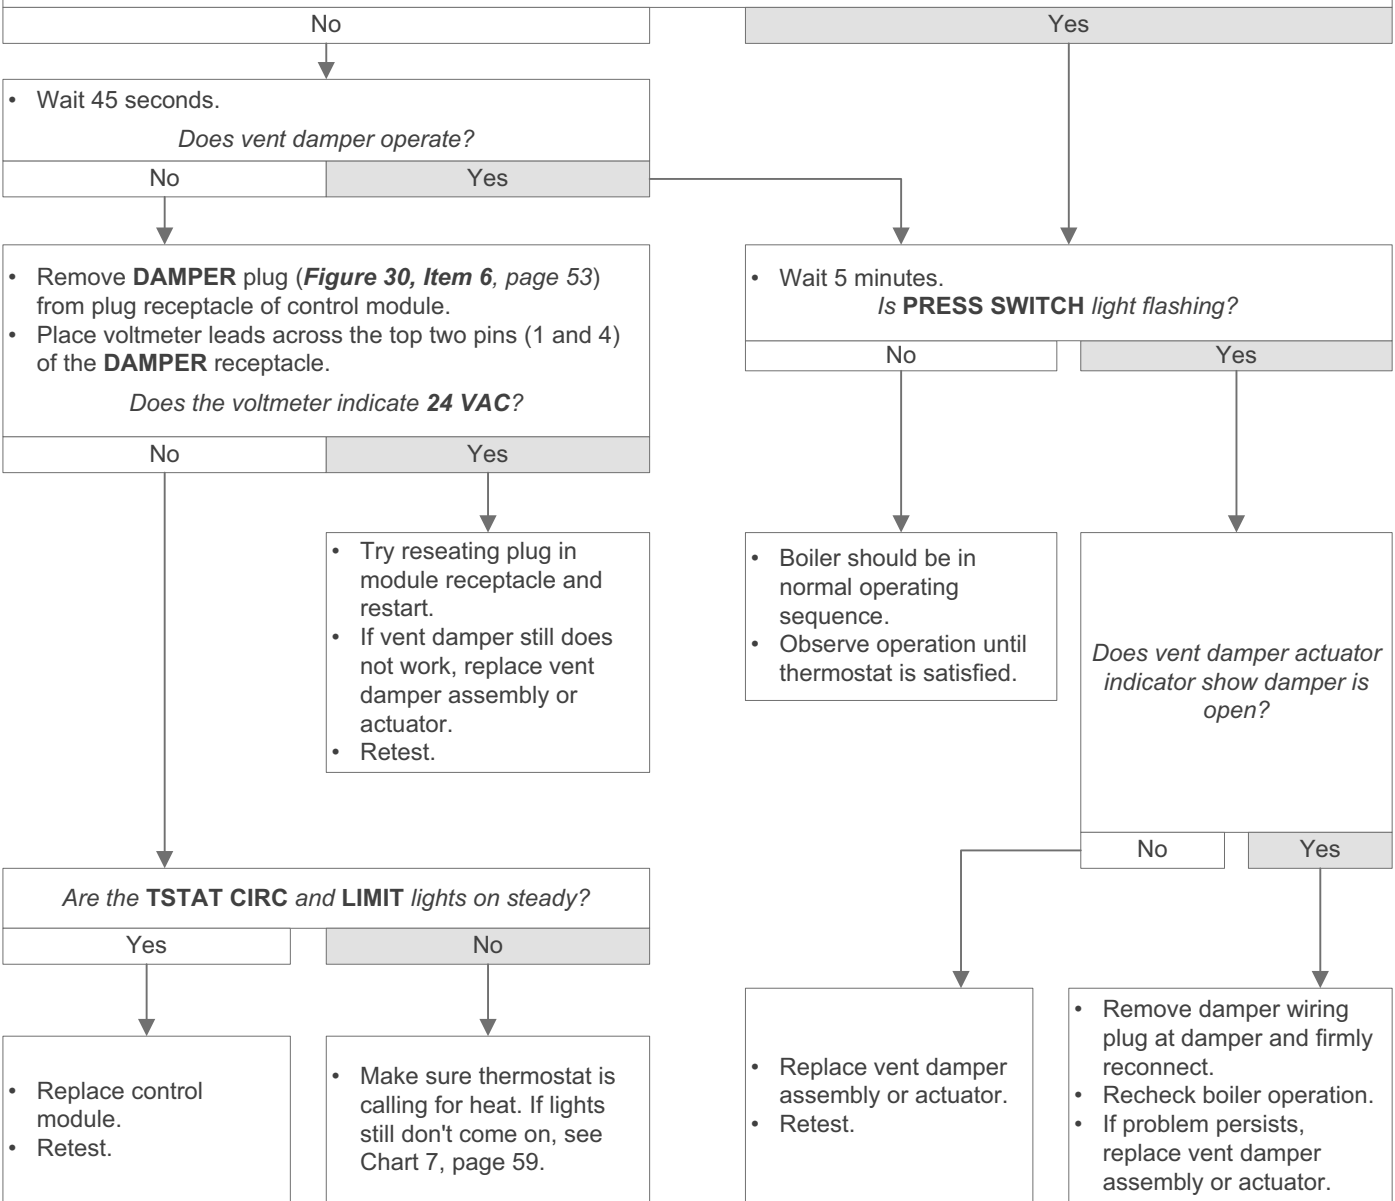 No
Yes
• Wait 45 seconds.
Does vent damper operate?
No
Yes
• Remove DAMPER plug (Figure 30, Item 6, page 53)
from plug receptacle of control module.
• Place voltmeter leads across the top two pins (1 and 4)
of the DAMPER receptacle.
Does the voltmeter indicate 24 VAC?
No
Yes
• Wait 5 minutes.
Is PRESS SWITCH light flashing?
No
Yes
• Try reseating plug in
module receptacle and
restart.
• If vent damper still does
not work, replace vent
damper assembly or
actuator.
• Retest.
• Boiler should be in
normal operating
sequence.
• Observe operation until
thermostat is satisfied.
Does vent damper actuator
indicator show damper is
open?
No
Yes
Are the TSTAT CIRC and LIMIT lights on steady?
Yes
No
• Replace control
module.
• Retest.
• Make sure thermostat is
calling for heat. If lights
still don't come on, see
Chart 7, page 59.
• Replace vent damper
assembly or actuator.
• Retest.
• Remove damper wiring
plug at damper and firmly
reconnect.
• Recheck boiler operation.
• If problem persists,
replace vent damper
assembly or actuator.